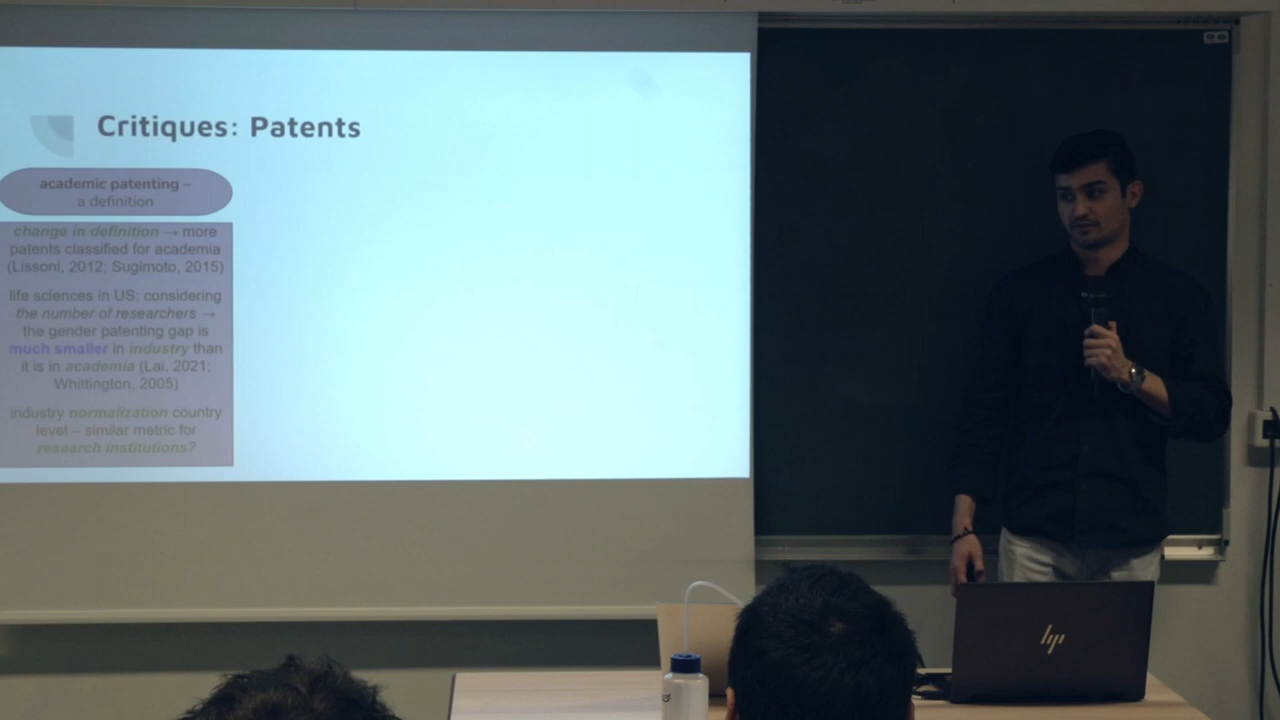 Critiques: Patents
academic patenting –
a definition
change in definition → more
patents classified for academia
(Lissoni, 2012; Sugimoto, 2015)
life sciences in US: considering
the number of researchers →
the gender patenting gap is
much smaller in industry than
it is in academia (Lai, 2021;
Whittington, 2005)
industry normalization country
level – similar metric for
research institutions?
hp